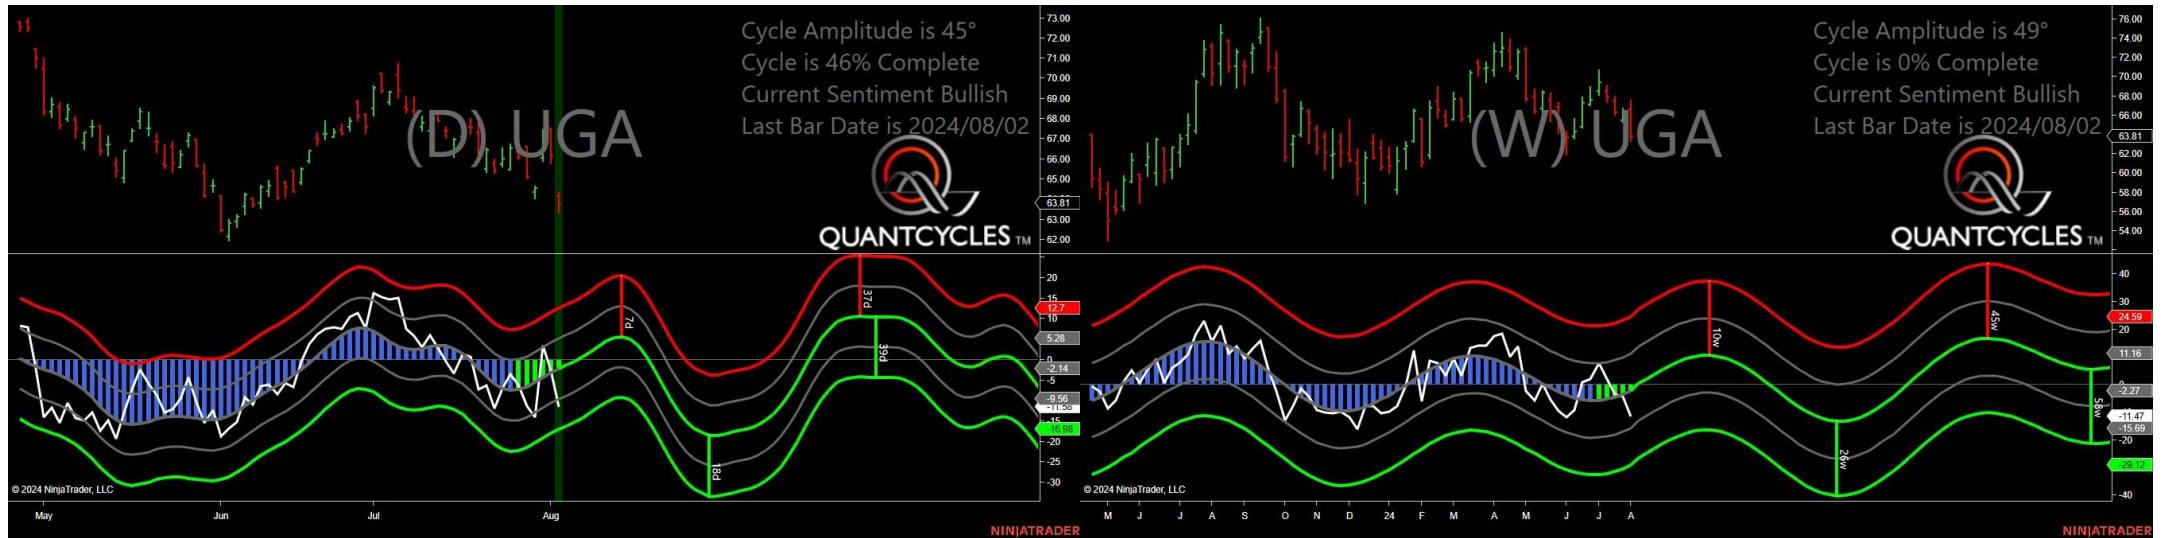 Cycle Amplitude is 45°
Cycle is 46% Complete
Current Sentiment Bullish
Last Bar Date is 2024/08/02
(D) UGA
QUANTCYCLES TM
73.00
72.00
71.00
70.00
69.00
68.00
67.00
66.00
65.00
63.81
63.00
62.00
7d
18d
37d
39d
20
15
12.7
10
5.28
0
-2.14
-5
-9.56
-11.58
-15
-16.98
-20
-25
-30
© 2024 NinjaTrader, LLC
May Jun Jul Aug
NINJATRADER
Cycle Amplitude is 49°
Cycle is 0% Complete
Current Sentiment Bullish
Last Bar Date is 2024/08/02
(W) UGA
QUANTCYCLES TM
76.00
74.00
72.00
70.00
68.00
66.00
63.81
62.00
60.00
58.00
56.00
54.00
10w
26w
45w
58w
40
30
24.59
20
11.16
-2.27
-11.47
-15.69
-20
-29.12
-40
© 2024 NinjaTrader, LLC
M J J A S O N D 24 F M A M J J A
NINJATRADER